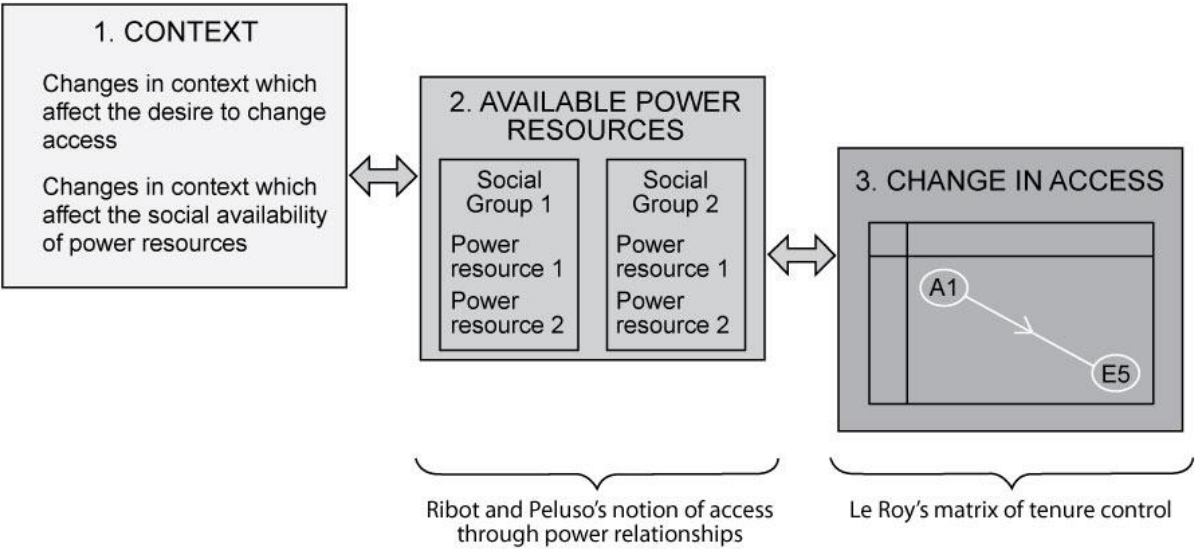 1. CONTEXT
Changes in context which
affect the desire to change
access
Changes in context which
affect the social availability
of power resources
2. AVAILABLE POWER
RESOURCES
Social
Group 1
Power
resource 1
Power
resource 2
Social
Group 2
Power
resource 1
Power
resource 2
3. CHANGE IN ACCESS
A1
E5
Ribot and Peluso's notion of access
through power relationships
Le Roy's matrix of tenure control